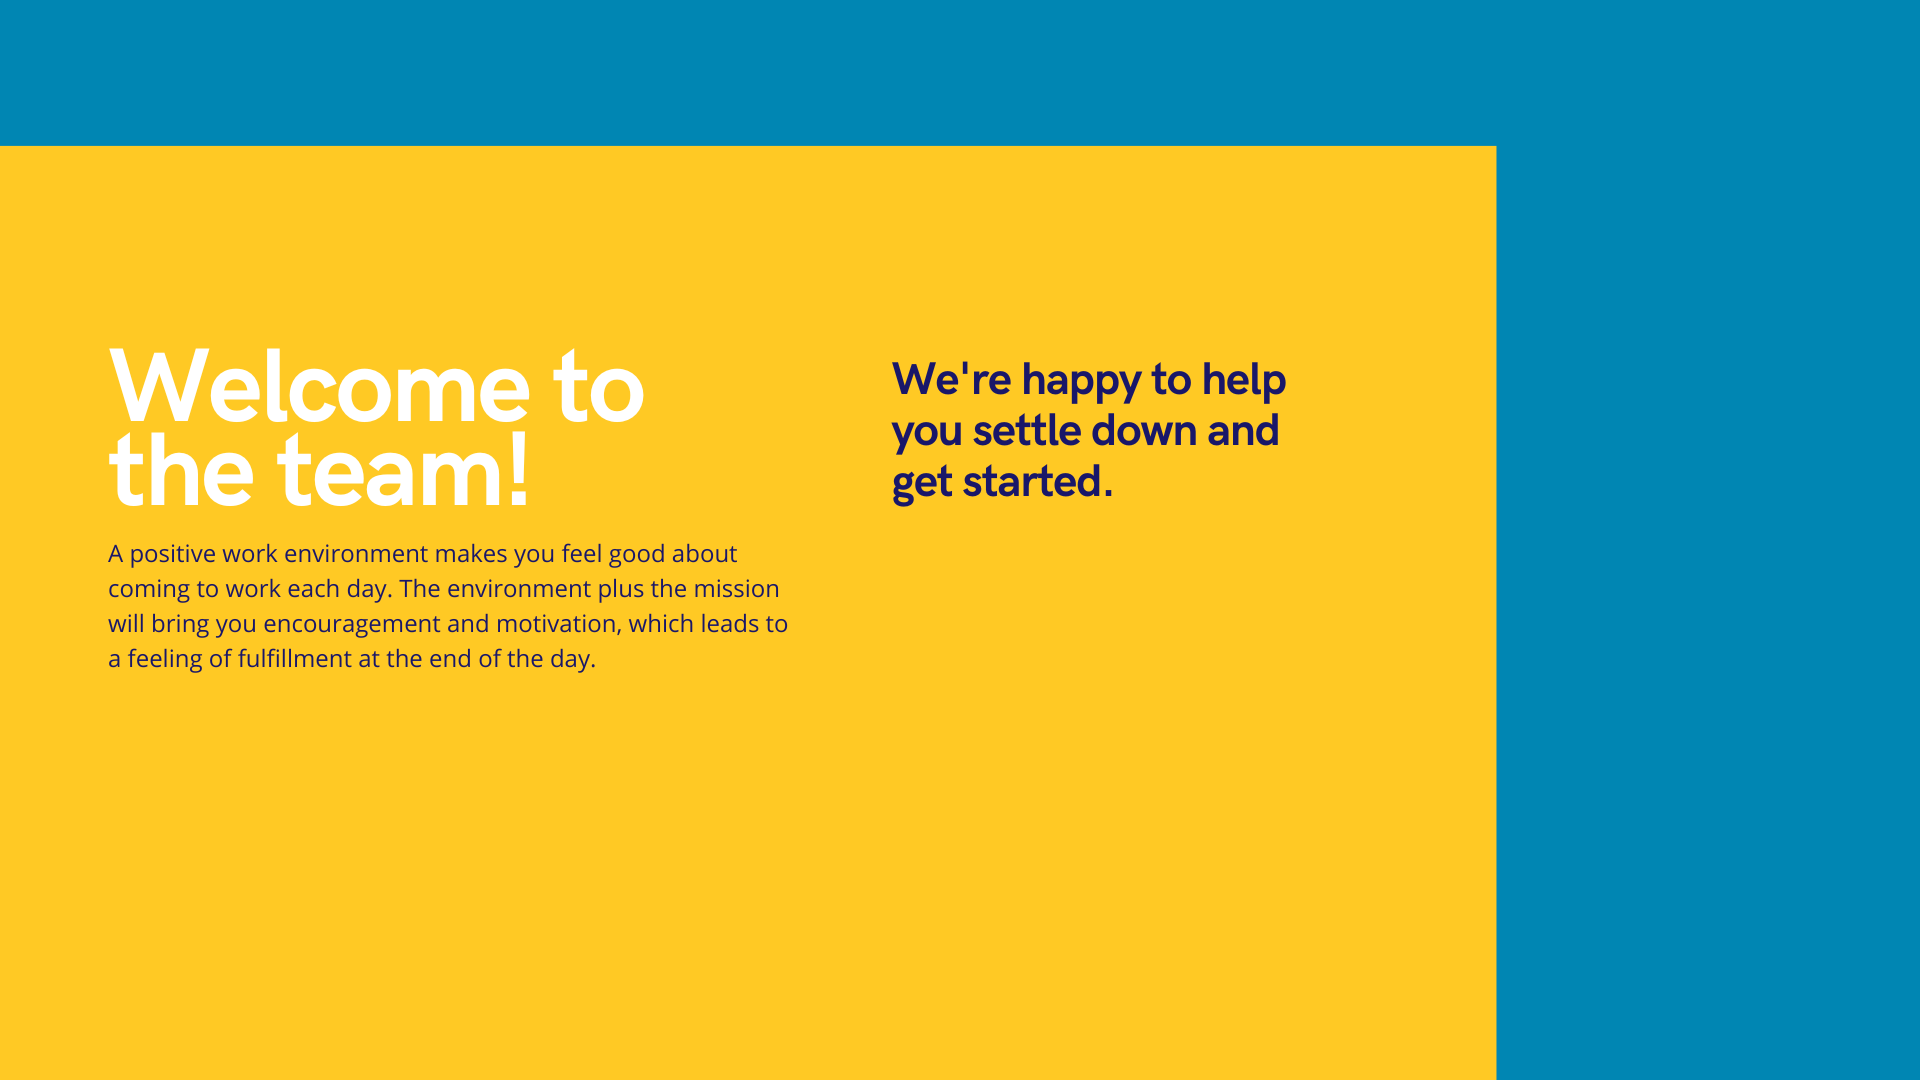 Welcome to
the team!
A positive work environment makes you feel good about
coming to work each day. The environment plus the mission
will bring you encouragement and motivation, which leads to
a feeling of fulfillment at the end of the day.
We're happy to help
you settle down and
get started.